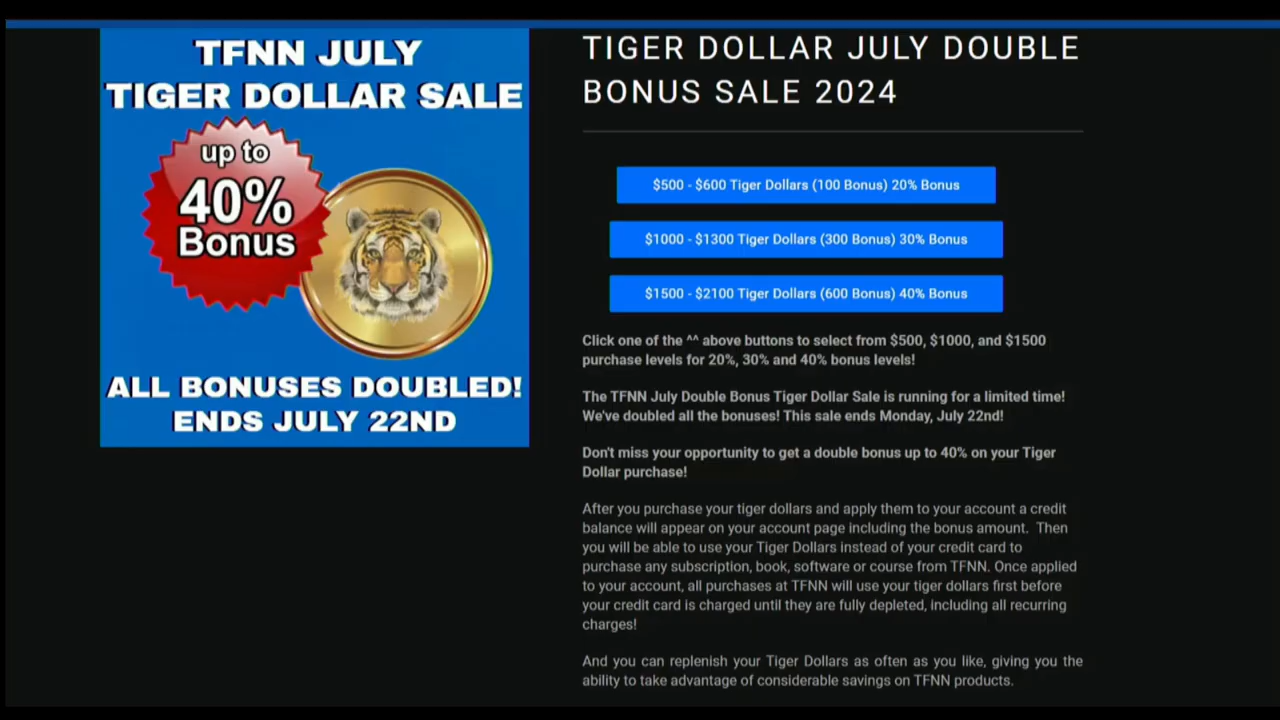 TFNN JULY
TIGER DOLLAR SALE
up to
40%
Bonus
ALL BONUSES DOUBLED!
ENDS JULY 22ND
TIGER DOLLAR JULY DOUBLE
BONUS SALE 2024
$500 - $600 Tiger Dollars (100 Bonus) 20% Bonus
$1000 - $1300 Tiger Dollars (300 Bonus) 30% Bonus
$1500 - $2100 Tiger Dollars (600 Bonus) 40% Bonus
Click one of the ^^ above buttons to select from $500, $1000, and $1500
purchase levels for 20%, 30% and 40% bonus levels!
The TFNN July Double Bonus Tiger Dollar Sale is running for a limited time!
We've doubled all the bonuses! This sale ends Monday, July 22nd!
Don't miss your opportunity to get a double bonus up to 40% on your Tiger
Dollar purchase!
After you purchase your tiger dollars and apply them to your account a credit
balance will appear on your account page including the bonus amount. Then
you will be able to use your Tiger Dollars instead of your credit card to
purchase any subscription, book, software or course from TFNN. Once applied
to your account, all purchases at TFNN will use your tiger dollars first before
your credit card is charged until they are fully depleted, including all recurring
charges!
And you can replenish your Tiger Dollars as often as you like, giving you the
ability to take advantage of considerable savings on TFNN products.